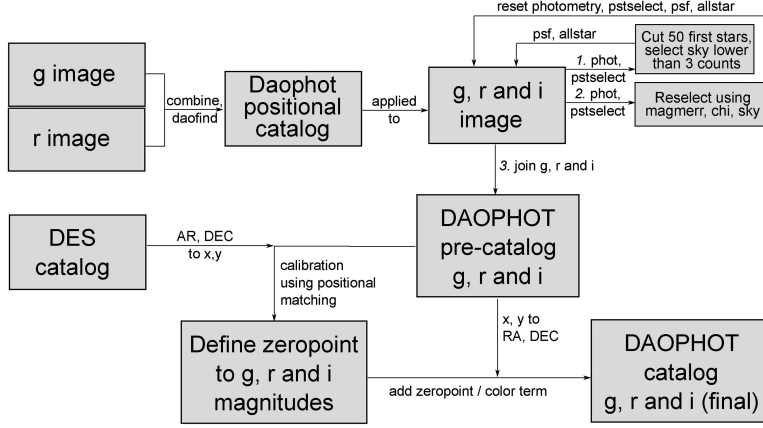 reset photometry, pstselect, psf, allstar
g image
r image
combine,
daofind
Daophot
positional
catalog
applied
to
g, r and i
image
psf, allstar
1. phot,
pstselect
2. phot,
pstselect
Cut 50 first stars,
select sky lower
than 3 counts
Reselect using
magmerr, chi, sky
3. join g, r and i
DES
catalog
AR, DEC
to x,y
DAOPHOT
pre-catalog
g, r and i
calibration
using positional
matching
x, y to
RA, DEC
Define zeropoint
to g, r and i
magnitudes
add zeropoint / color term
DAOPHOT
catalog
g, r and i (final)